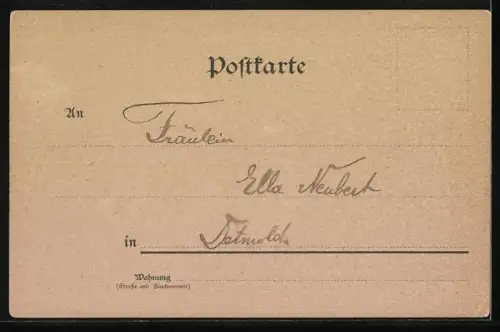 Postkarte
An Fräulein
Ella Neubert
in Detmold
Wohnung
(Straße und Hausnummer)